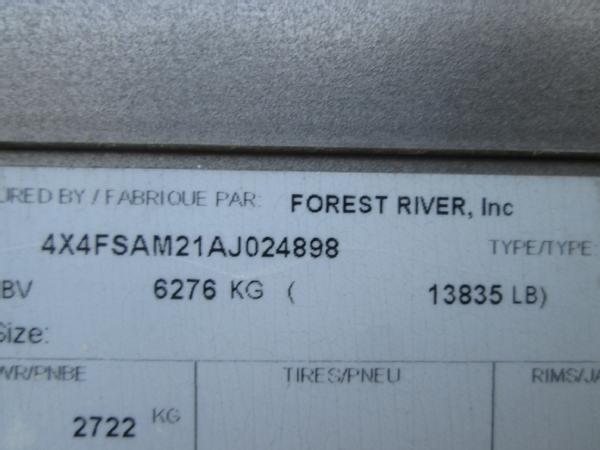 URED BY / FABRIQUE PAR: FOREST RIVER, Inc
4X4FSAM21AJ024898 TYPE/TYPE:
BV 6276 KG ( 13835 LB)
Size:
WR/PNBE TIRES/PNEU RIMS/JA
2722 KG